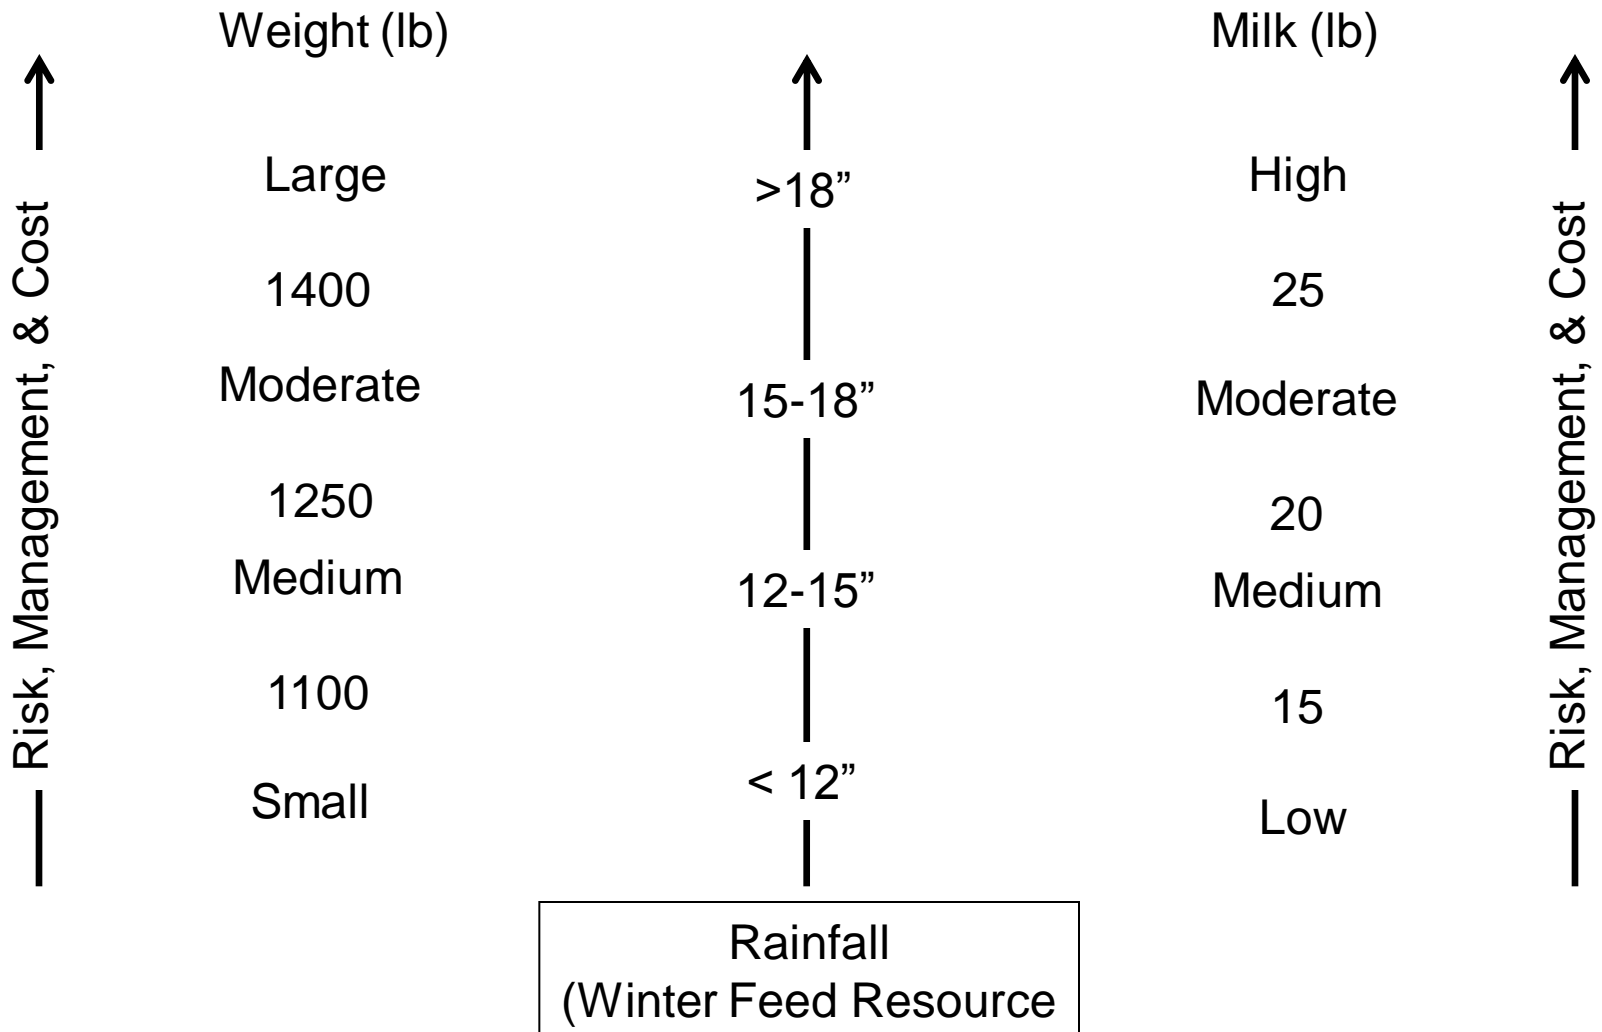 Weight (lb)
Milk (lb)
Risk, Management, & Cost
Large
>18”
High
1400
25
Moderate
15-18”
Moderate
1250
20
Medium
12-15”
Medium
1100
15
Small
< 12”
Low
Risk, Management, & Cost
Rainfall
(Winter Feed Resource